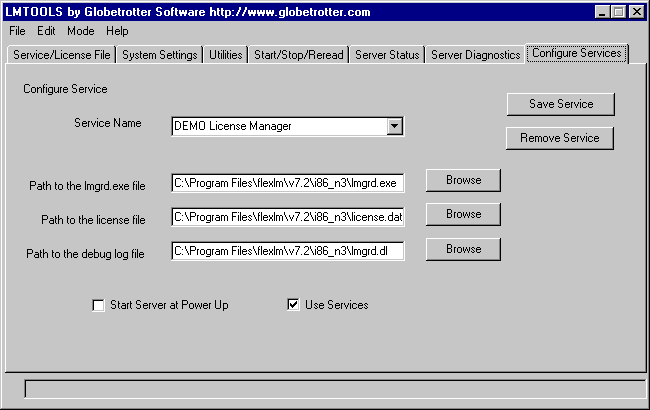 LMTOOLS by Globetrotter Software http://www.globetrotter.com
File Edit Mode Help
Service/License File System Settings Utilities Start/Stop/Reread Server Status Server Diagnostics Configure Services
Configure Service
Save Service
Service Name DEMO License Manager
Remove Service
Path to the lmgrd.exe file C:\Program Files\flexlm\v7.2\i86_n3\lmgrd.exe Browse
Path to the license file C:\Program Files\flexlm\v7.2\i86_n3\license.dat Browse
Path to the debug log file C:\Program Files\flexlm\v7.2\i86_n3\lmgrd.dl Browse
Start Server at Power Up Use Services